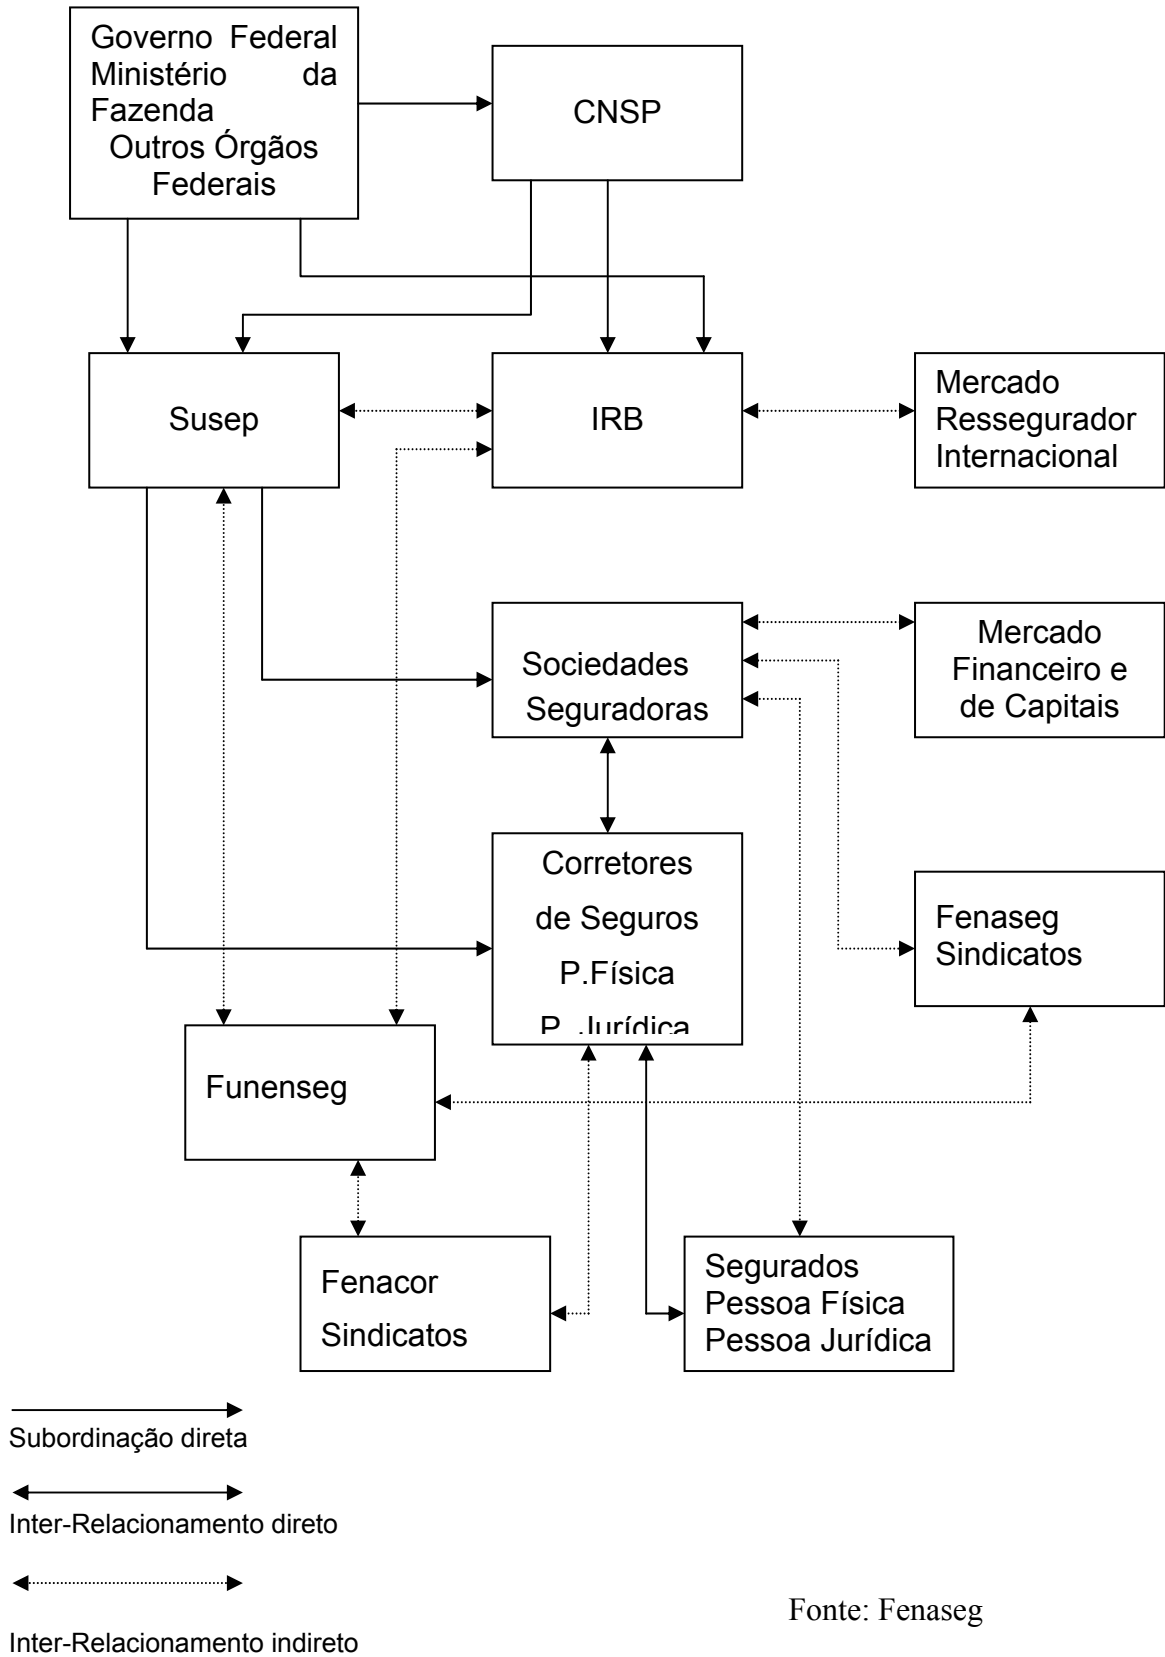 Governo Federal
Ministério da
Fazenda
Outros Órgãos
Federais
CNSP
Susep
IRB
Mercado
Ressegurador
Internacional
Sociedades
Seguradoras
Mercado
Financeiro e
de Capitais
Corretores
de Seguros
P.Física
P. Jurídica
Fenaseg
Sindicatos
Funenseg
Fenacor
Sindicatos
Segurados
Pessoa Física
Pessoa Jurídica
Subordinação direta
Inter-Relacionamento direto
Inter-Relacionamento indireto
Fonte: Fenaseg